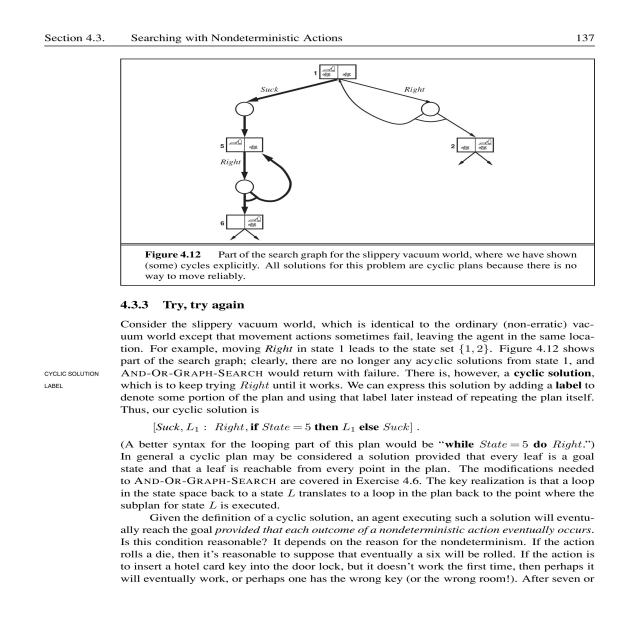 Section 4.3. Searching with Nondeterministic Actions 137
1
Suck Right
5
2
Right
6
Figure 4.12 Part of the search graph for the slippery vacuum world, where we have shown
(some) cycles explicitly. All solutions for this problem are cyclic plans because there is no
way to move reliably.
4.3.3 Try, try again
Consider the slippery vacuum world, which is identical to the ordinary (non-erratic) vac-
uum world except that movement actions sometimes fail, leaving the agent in the same loca-
tion. For example, moving Right in state 1 leads to the state set {1, 2}. Figure 4.12 shows
part of the search graph; clearly, there are no longer any acyclic solutions from state 1, and
CYCLIC SOLUTION AND-OR-GRAPH-SEARCH would return with failure. There is, however, a cyclic solution,
LABEL which is to keep trying Right until it works. We can express this solution by adding a label to
denote some portion of the plan and using that label later instead of repeating the plan itself.
Thus, our cyclic solution is
[Suck, L1 : Right, if State = 5 then L1 else Suck] .
(A better syntax for the looping part of this plan would be “while State = 5 do Right.”)
In general a cyclic plan may be considered a solution provided that every leaf is a goal
state and that a leaf is reachable from every point in the plan. The modifications needed
to AND-OR-GRAPH-SEARCH are covered in Exercise 4.6. The key realization is that a loop
in the state space back to a state L translates to a loop in the plan back to the point where the
subplan for state L is executed.
Given the definition of a cyclic solution, an agent executing such a solution will eventu-
ally reach the goal provided that each outcome of a nondeterministic action eventually occurs.
Is this condition reasonable? It depends on the reason for the nondeterminism. If the action
rolls a die, then it’s reasonable to suppose that eventually a six will be rolled. If the action is
to insert a hotel card key into the door lock, but it doesn’t work the first time, then perhaps it
will eventually work, or perhaps one has the wrong key (or the wrong room!). After seven or